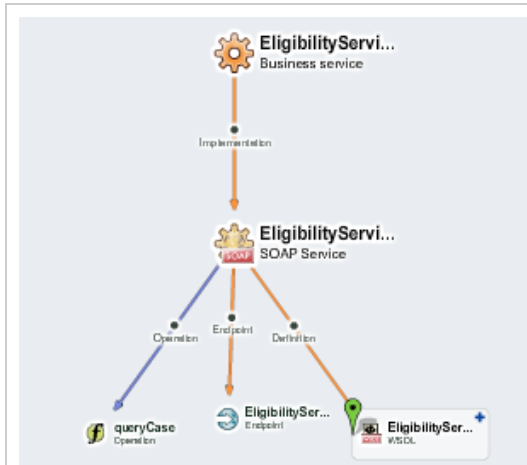 EligibilityServi...
Business service
Implementation
EligibilityServi...
SOAP Service
SOAP
Operation
Endpoint
Definition
queryCase
Operation
EligibilitySer...
Endpoint
EligibilitySer...
WSDL